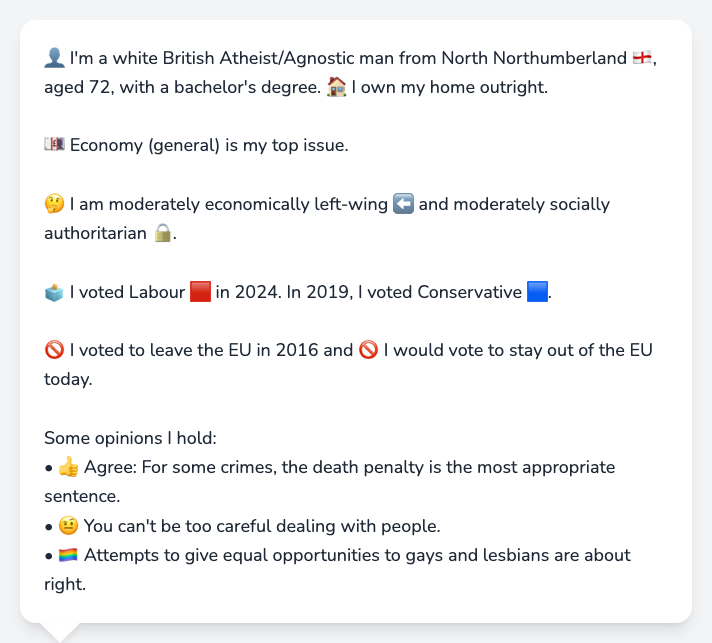 👤 I'm a white British Atheist/Agnostic man from North Northumberland 🏴󠁧󠁢󠁥󠁮󠁧󠁿,
aged 72, with a bachelor's degree. 🏠 I own my home outright.
💷 Economy (general) is my top issue.
🤔 I am moderately economically left-wing ⬅️ and moderately socially
authoritarian 🔒.
🗳️ I voted Labour 🟥 in 2024. In 2019, I voted Conservative 🟦.
🚫 I voted to leave the EU in 2016 and 🚫 I would vote to stay out of the EU
today.
Some opinions I hold:
• 👍 Agree: For some crimes, the death penalty is the most appropriate
sentence.
• 🤨 You can't be too careful dealing with people.
• 🏳️‍🌈 Attempts to give equal opportunities to gays and lesbians are about
right.